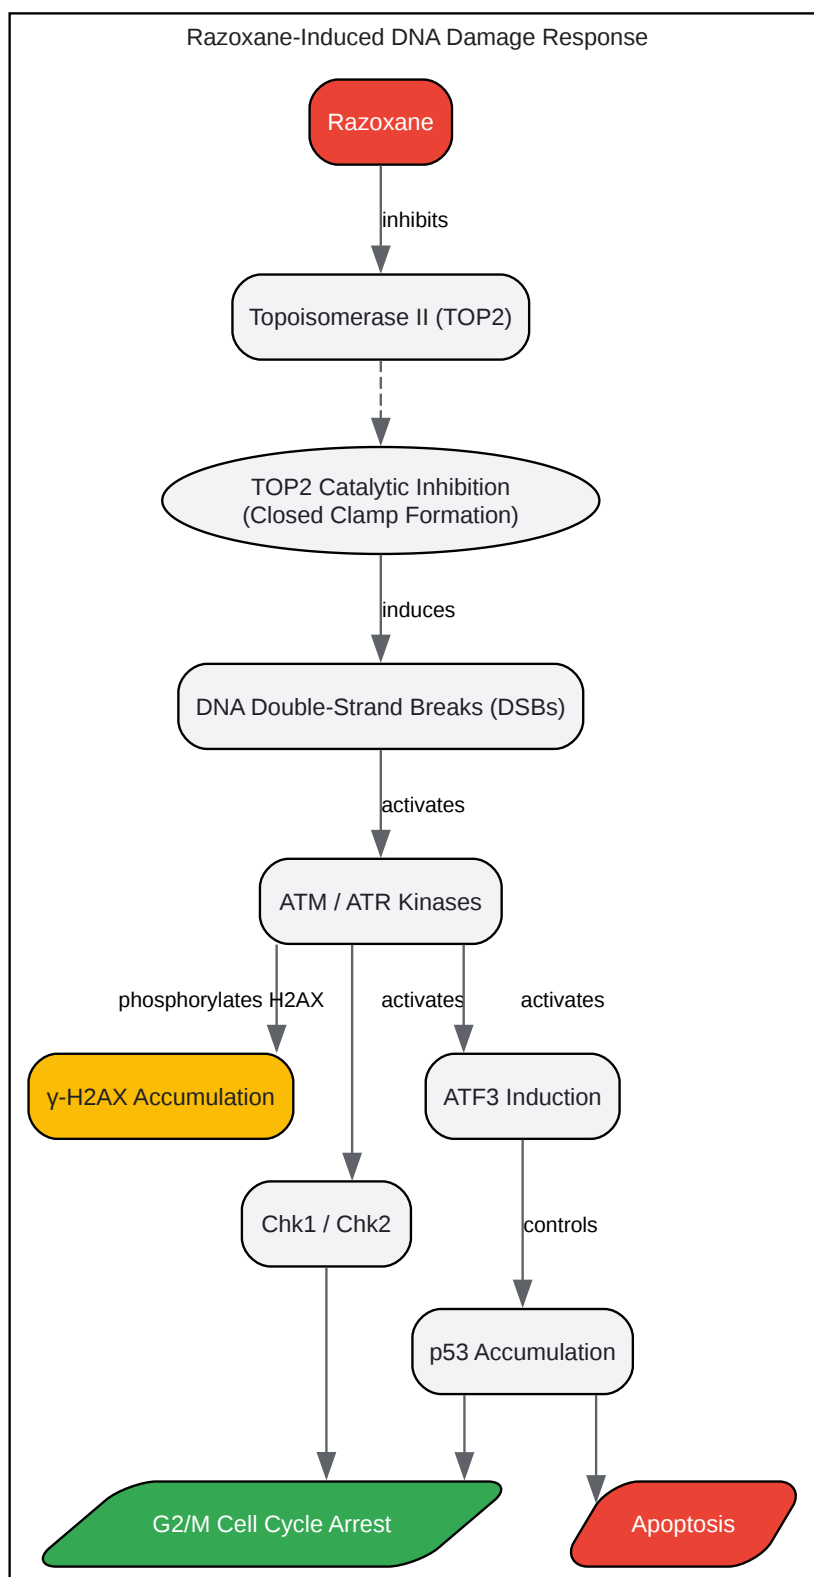 Razoxane-Induced DNA Damage Response
Razoxane
inhibits
Topoisomerase II (TOP2)
TOP2 Catalytic Inhibition
(Closed Clamp Formation)
induces
DNA Double-Strand Breaks (DSBs)
activates
ATM / ATR Kinases
phosphorylates H2AX
activates
activates
γ-H2AX Accumulation
ATF3 Induction
Chk1 / Chk2
controls
p53 Accumulation
G2/M Cell Cycle Arrest
Apoptosis